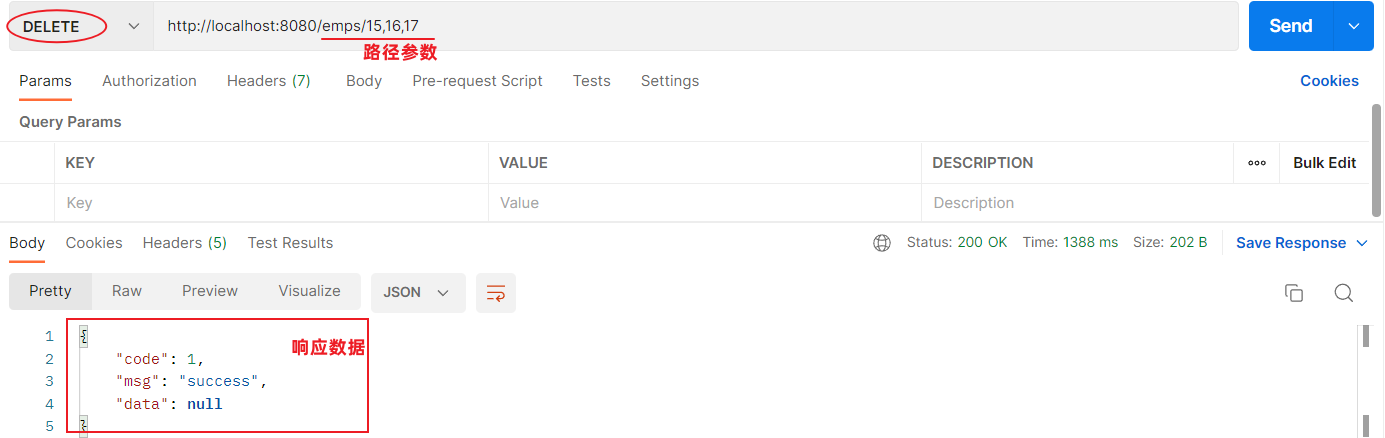 DELETE http://localhost:8080/emps/15,16,17 Send
路径参数
Params Authorization Headers (7) Body Pre-request Script Tests Settings Cookies
Query Params
KEY VALUE DESCRIPTION ooo Bulk Edit
Key Value Description
Body Cookies Headers (5) Test Results Status: 200 OK Time: 1388 ms Size: 202 B Save Response
Pretty Raw Preview Visualize JSON
1 {
响应数据
2 "code": 1,
3 "msg": "success",
4 "data": null
5 }